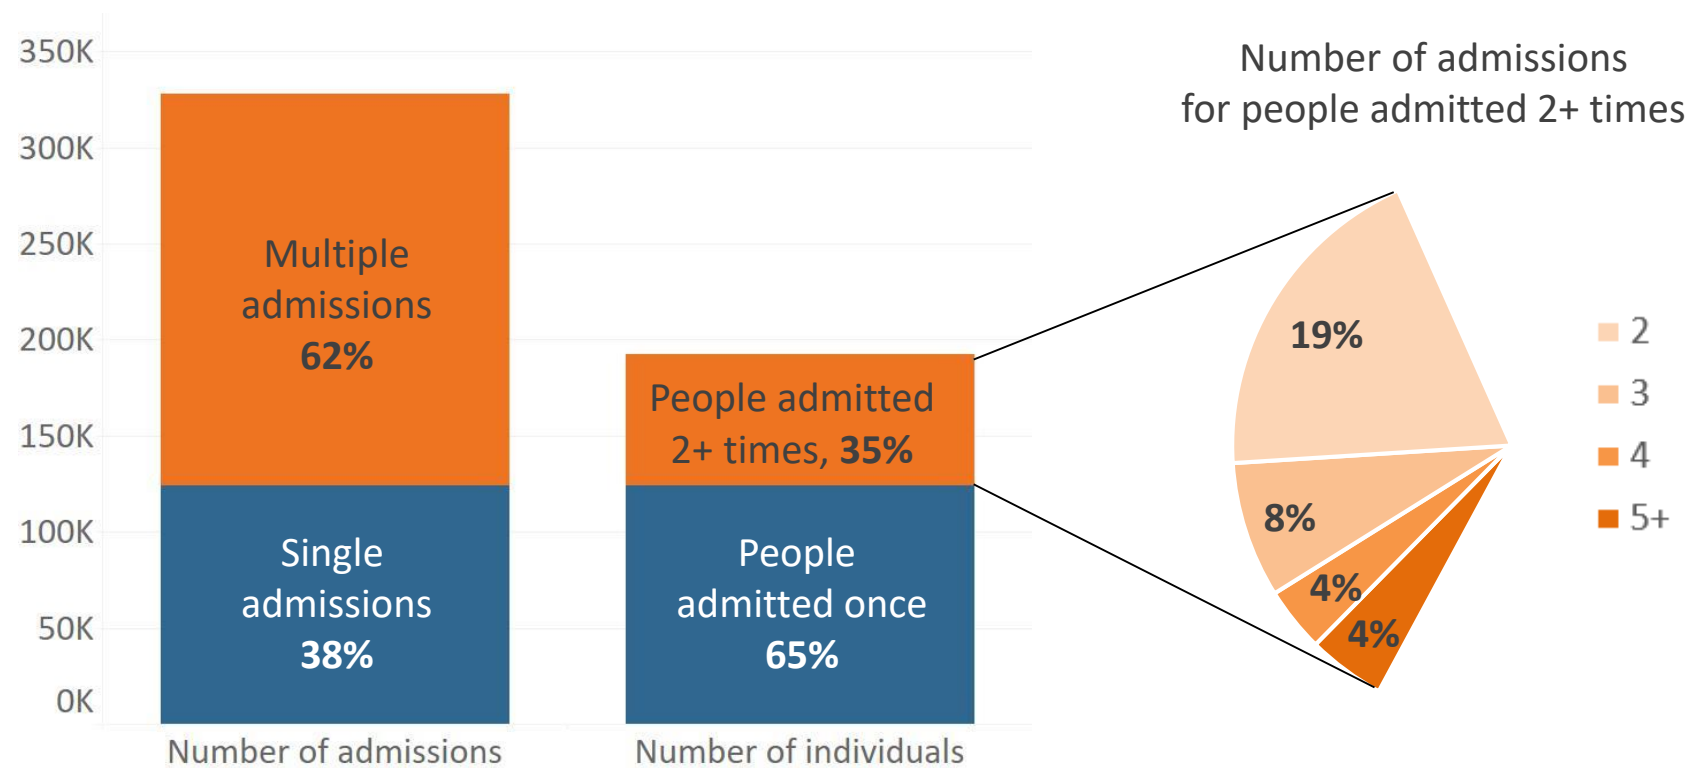 350K
300K
250K
200K
150K
100K
50K
0K
Multiple
admissions
62%
Single
admissions
38%
People admitted
2+ times, 35%
People
admitted once
65%
Number of admissions
Number of individuals
Number of admissions
for people admitted 2+ times
19%
8%
4%
4%
2
3
4
5+